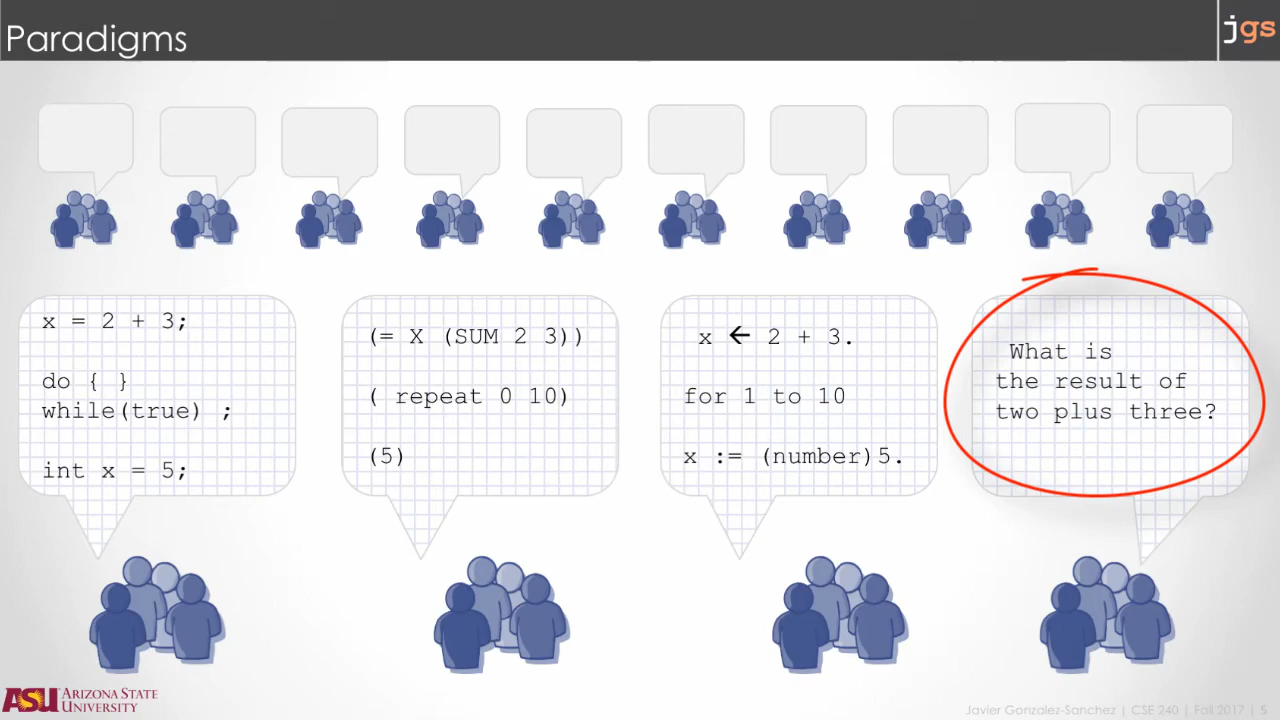 Paradigms
jgs
x = 2 + 3;
do { }
while(true) ;
int x = 5;
(= X (SUM 2 3))
( repeat 0 10)
(5)
x ← 2 + 3.
for 1 to 10
x := (number)5.
What is
the result of
two plus three?
ASU ARIZONA STATE
UNIVERSITY
Javier Gonzalez-Sanchez | CSE 240 | Fall 2017 | 5